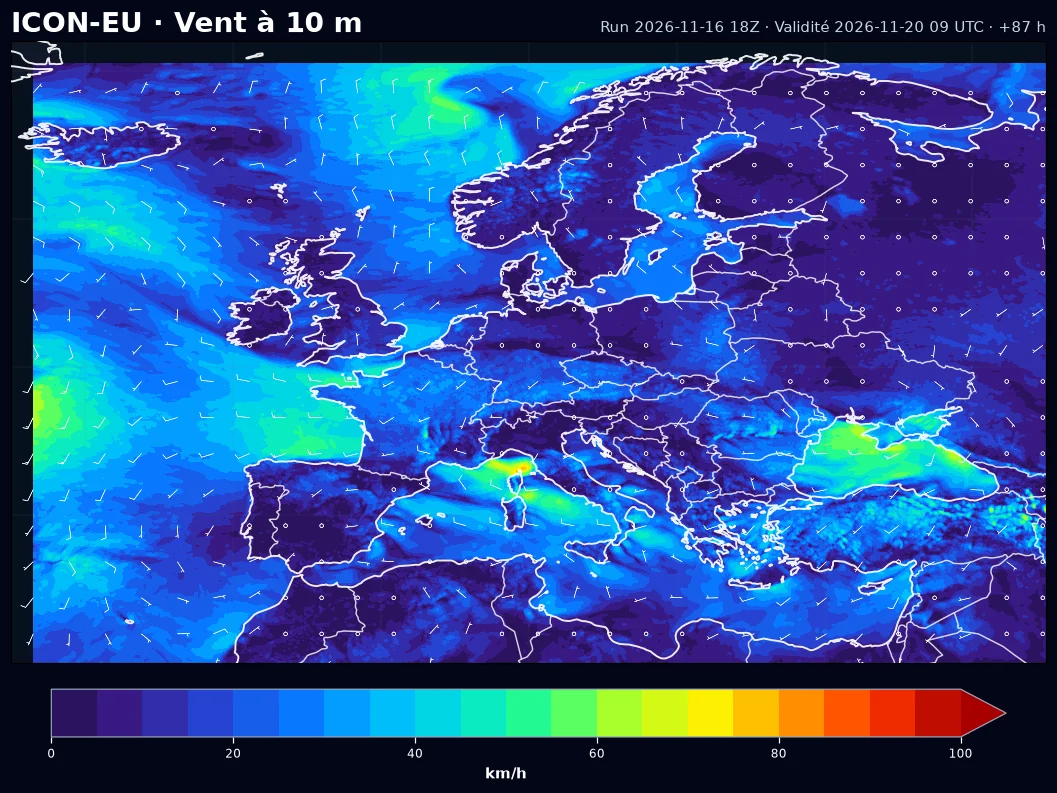 ICON-EU · Vent à 10 m
Run 2026-11-16 18Z · Validité 2026-11-20 09 UTC · +87 h
0 20 40 60 80 100
km/h